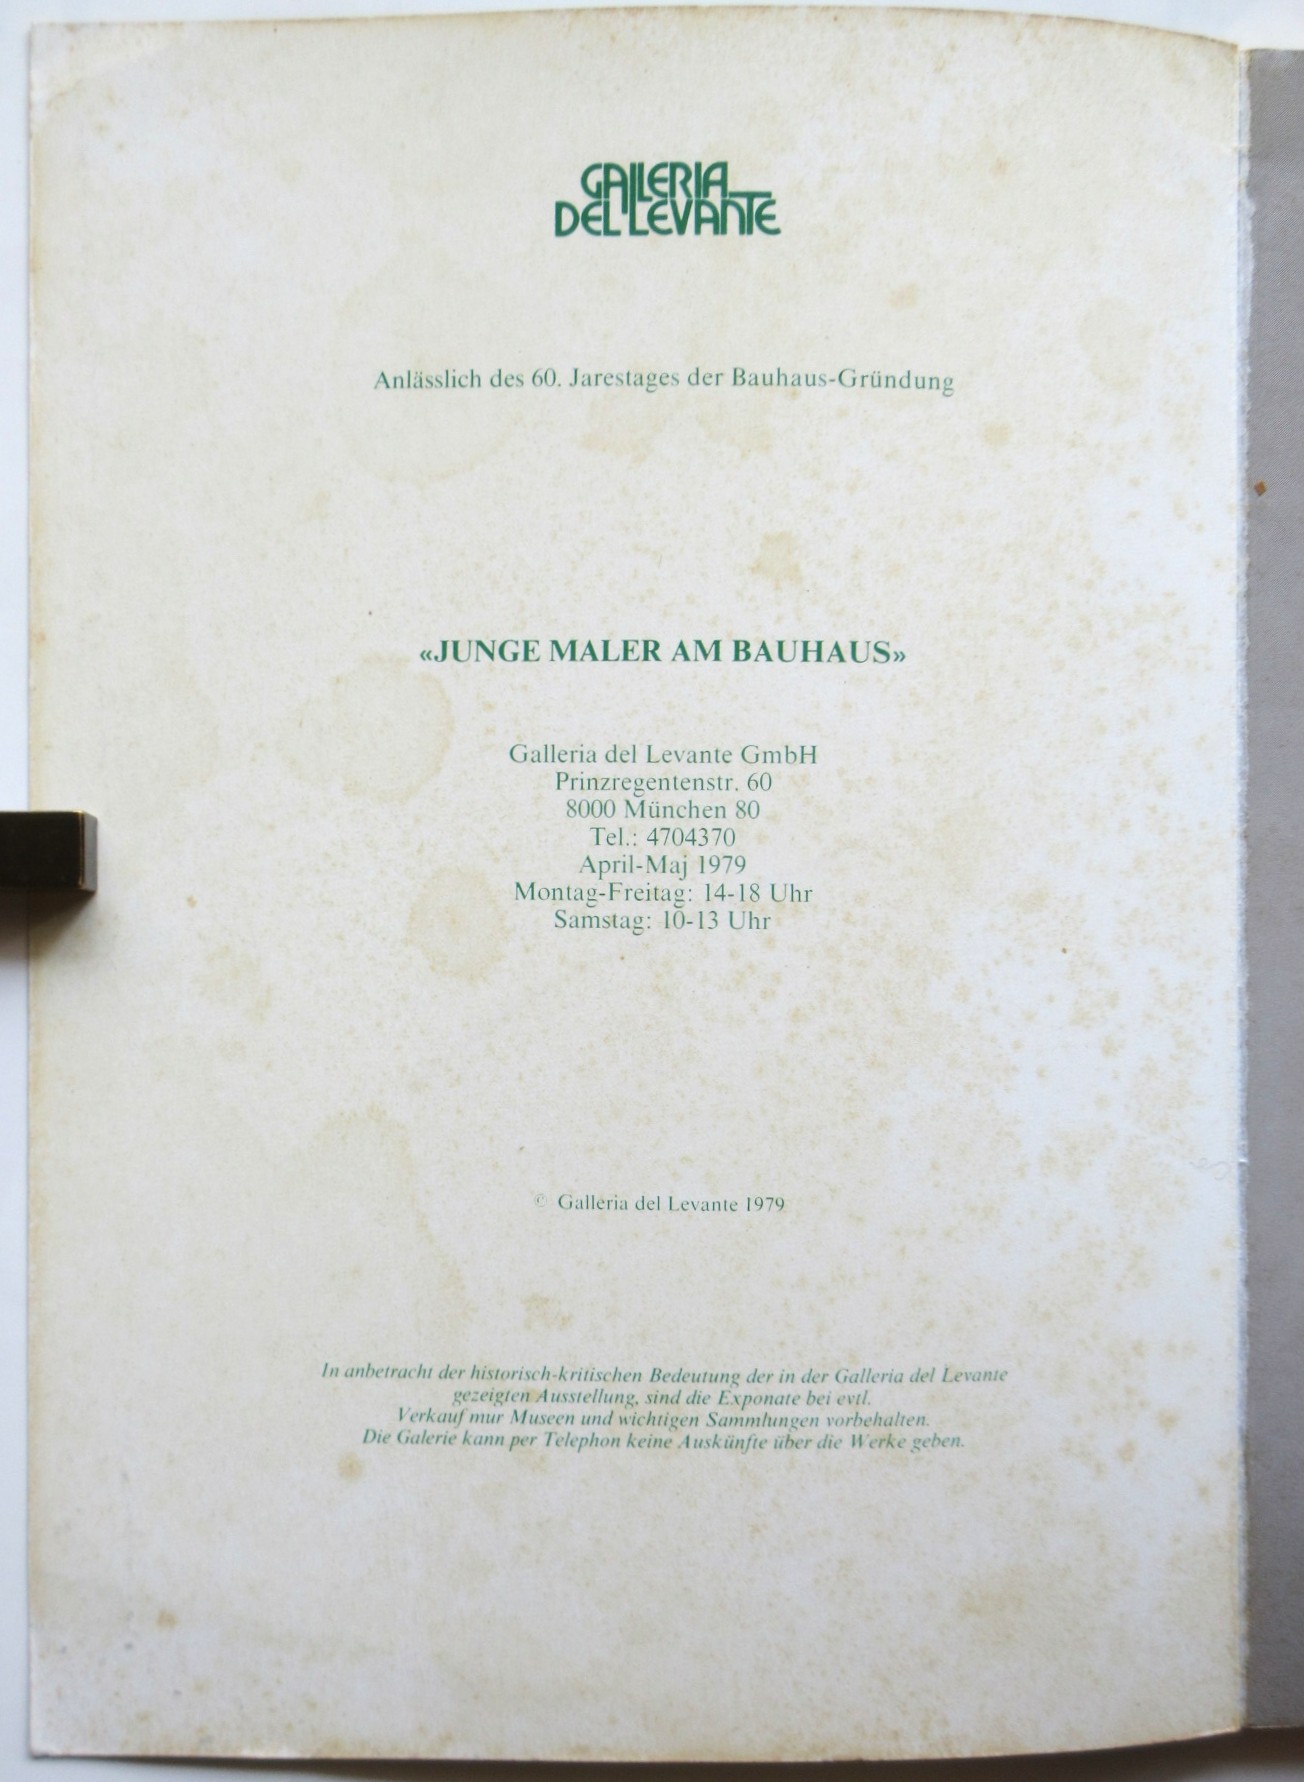 GALLERIA
DEL LEVANTE
Anlässlich des 60. Jarestages der Bauhaus-Gründung
«JUNGE MALER AM BAUHAUS»
Galleria del Levante GmbH
Prinzregentenstr. 60
8000 München 80
Tel.: 4704370
April-Maj 1979
Montag-Freitag: 14-18 Uhr
Samstag: 10-13 Uhr
© Galleria del Levante 1979
In anbetracht der historisch-kritischen Bedeutung der in der Galleria del Levante
gezeigten Ausstellung, sind die Exponate bei evtl.
Verkauf mur Museen und wichtigen Sammlungen vorbehalten.
Die Galerie kann per Telephon keine Auskünfte über die Werke geben.